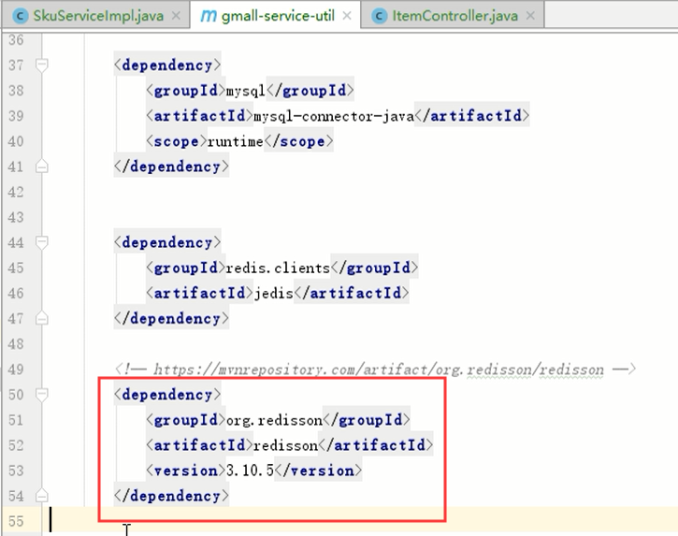 SkuServiceImpl.java × m gmall-service-util × C ItemController.java ×
36
37 <dependency>
38 <groupId>mysql</groupId>
39 <artifactId>mysql-connector-java</artifactId>
40 <scope>runtime</scope>
41 </dependency>
42
43
44 <dependency>
45 <groupId>redis.clients</groupId>
46 <artifactId>jedis</artifactId>
47 </dependency>
48
49 <!-- https://mvnrepository.com/artifact/org.redisson/redisson -->
50 <dependency>
51 <groupId>org.redisson</groupId>
52 <artifactId>redisson</artifactId>
53 <version>3.10.5</version>
54 </dependency>
55